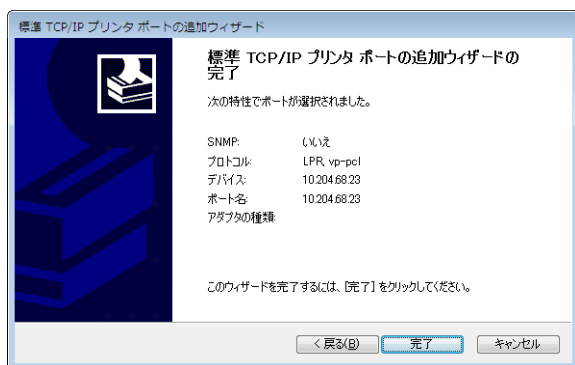 標準 TCP/IP プリンタ ポートの追加ウィザード
標準 TCP/IP プリンタ ポートの追加ウィザードの
完了
次の特性でポートが選択されました。
SNMP: いいえ
プロトコル: LPR, vp-pcl
デバイス: 10.204.68.23
ポート名: 10.204.68.23
アダプタの種類:
このウィザードを完了するには、[完了] をクリックしてください。
< 戻る(B) 完了 キャンセル